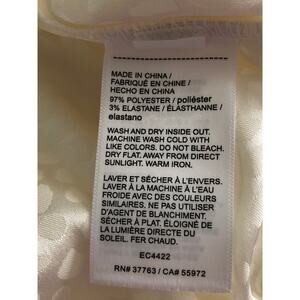 MADE IN CHINA /
FABRIQUÉ EN CHINE /
HECHO EN CHINA
97% POLYESTER / poliéster
3% ELASTANE / ÉLASTHANNE /
elastano
WASH AND DRY INSIDE OUT.
MACHINE WASH COLD WITH
LIKE COLORS. DO NOT BLEACH.
DRY FLAT. AWAY FROM DIRECT
SUNLIGHT. WARM IRON.
LAVER ET SÉCHER À L'ENVERS.
LAVER À LA MACHINE À L'EAU
FROIDE AVEC DES COULEURS
SIMILAIRES. NE PAS UTILISER
D'AGENT DE BLANCHIMENT.
SÉCHER À PLAT. ÉLOIGNÉ DE
LA LUMIÈRE DIRECTE DU
SOLEIL. FER CHAUD.
EC4422
RN# 37763 / CA# 55972